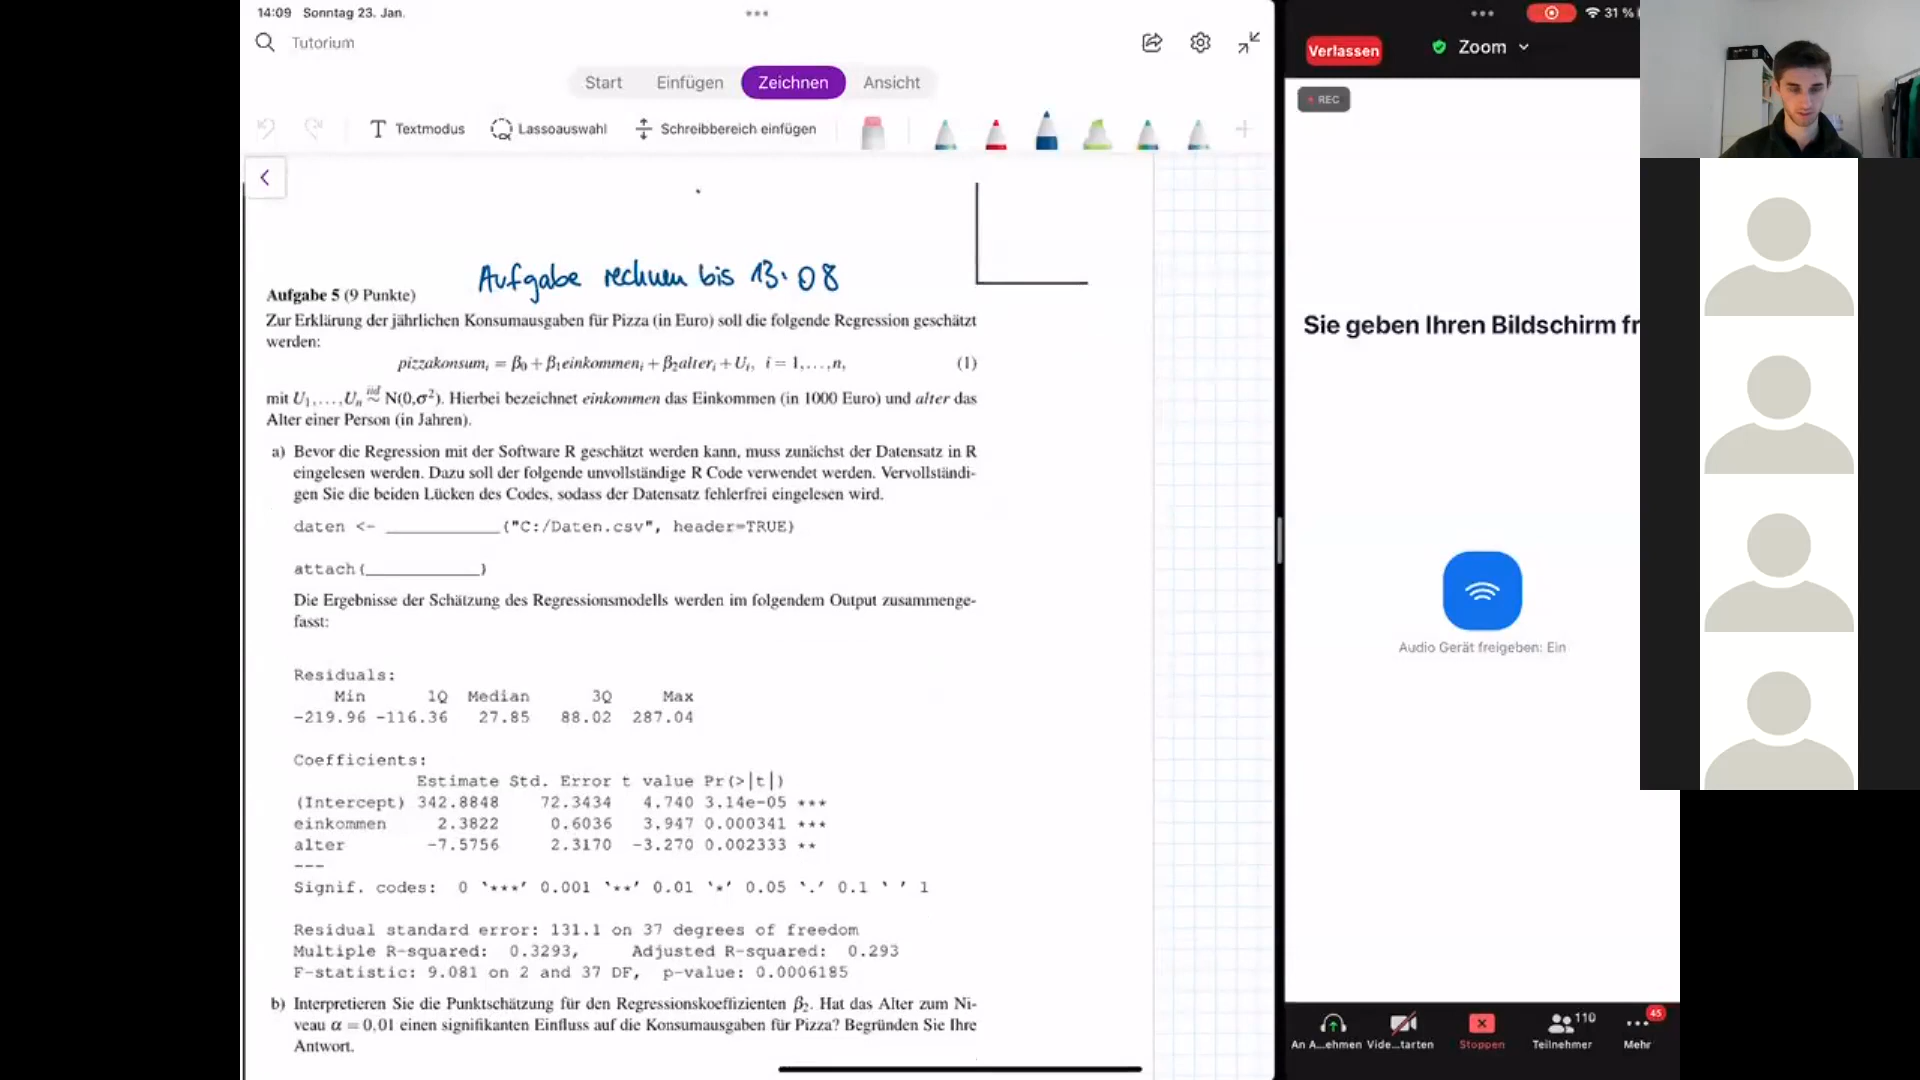 14:09 Sonntag 23. Jan.
Tutorium
Start Einfügen Zeichnen Ansicht
Textmodus Lassoauswahl Schreibbereich einfügen
Aufgabe rechnen bis 13.08
Aufgabe 5 (9 Punkte)
Zur Erklärung der jährlichen Konsumausgaben für Pizza (in Euro) soll die folgende Regression geschätzt
werden:
pizzakonsumᵢ = β₀ + β₁einkommenᵢ + β₂alterᵢ + Uᵢ, i = 1,...,n, (1)
mit U₁,...,Uₙ iid ~ N(0,σ²). Hierbei bezeichnet einkommen das Einkommen (in 1000 Euro) und alter das
Alter einer Person (in Jahren).
a) Bevor die Regression mit der Software R geschätzt werden kann, muss zunächst der Datensatz in R
eingelesen werden. Dazu soll der folgende unvollständige R Code verwendet werden. Vervollständi-
gen Sie die beiden Lücken des Codes, sodass der Datensatz fehlerfrei eingelesen wird.
daten <- ___________("C:/Daten.csv", header=TRUE)
attach(___________)
Die Ergebnisse der Schätzung des Regressionsmodells werden im folgendem Output zusammenge-
fasst:
Residuals:
Min 1Q Median 3Q Max
-219.96 -116.36 27.85 88.02 287.04
Coefficients:
Estimate Std. Error t value Pr(>|t|)
(Intercept) 342.8848 72.3434 4.740 3.14e-05 ***
einkommen 2.3822 0.6036 3.947 0.000341 ***
alter -7.5756 2.3170 -3.270 0.002333 **
---
Signif. codes: 0 ‘***’ 0.001 ‘**’ 0.01 ‘*’ 0.05 ‘.’ 0.1 ‘ ’ 1
Residual standard error: 131.1 on 37 degrees of freedom
Multiple R-squared: 0.3293, Adjusted R-squared: 0.293
F-statistic: 9.081 on 2 and 37 DF, p-value: 0.0006185
b) Interpretieren Sie die Punktschätzung für den Regressionskoeffizienten β₂. Hat das Alter zum Ni-
veau α = 0,01 einen signifikanten Einfluss auf die Konsumausgaben für Pizza? Begründen Sie Ihre
Antwort.
31 %
Verlassen Zoom
REC
Sie geben Ihren Bildschirm fr
Audio Gerät freigeben: Ein
110 45
An A...ehmen Vide...tarten Stoppen Teilnehmer Mehr